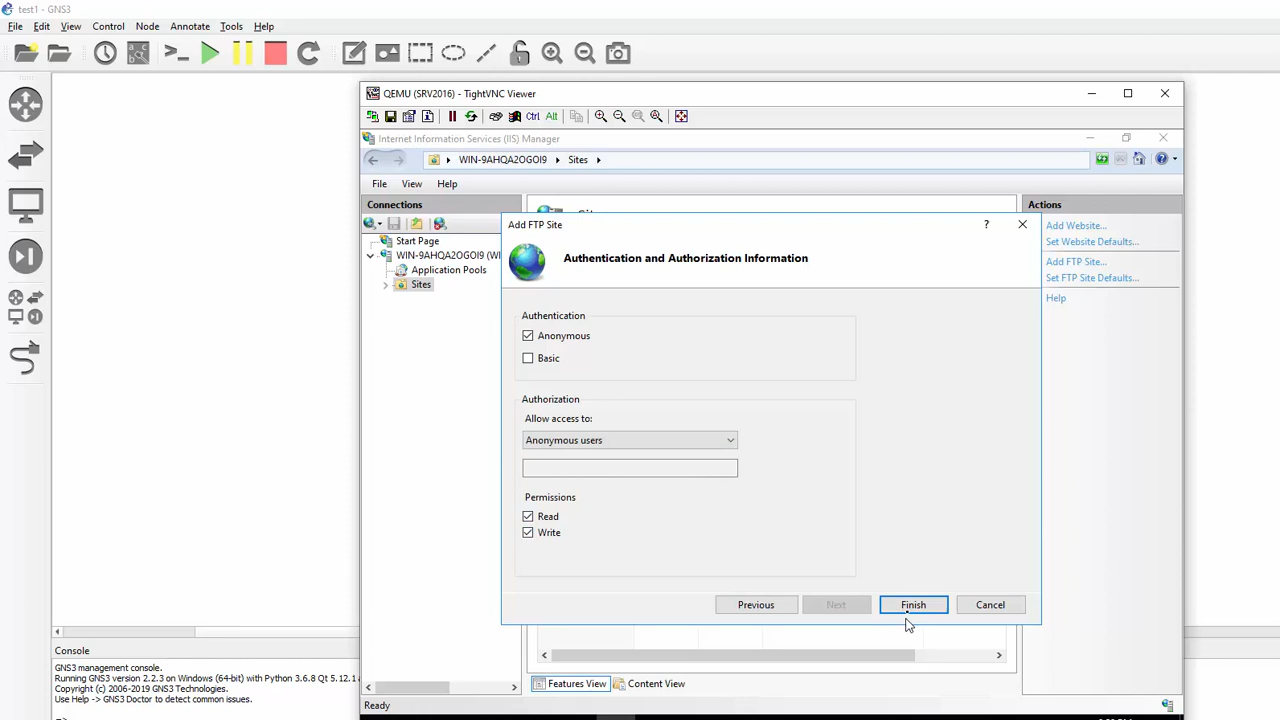 test1 - GNS3
File Edit View Control Node Annotate Tools Help
QEMU (SRV2016) - TightVNC Viewer
Ctrl Alt
Internet Information Services (IIS) Manager
WIN-9AHQA2OGOI9 Sites
File View Help
Connections
Start Page
WIN-9AHQA2OGOI9 (WI
Application Pools
Sites
Add FTP Site
?
Authentication and Authorization Information
Authentication
Anonymous
Basic
Authorization
Allow access to:
Anonymous users
Permissions
Read
Write
Previous Next Finish Cancel
Actions
Add Website...
Set Website Defaults...
Add FTP Site...
Set FTP Site Defaults...
Help
Features View Content View
Ready
Console
GNS3 management console.
Running GNS3 version 2.2.3 on Windows (64-bit) with Python 3.6.8 Qt 5.12.1
Copyright (c) 2006-2019 GNS3 Technologies.
Use Help -> GNS3 Doctor to detect common issues.